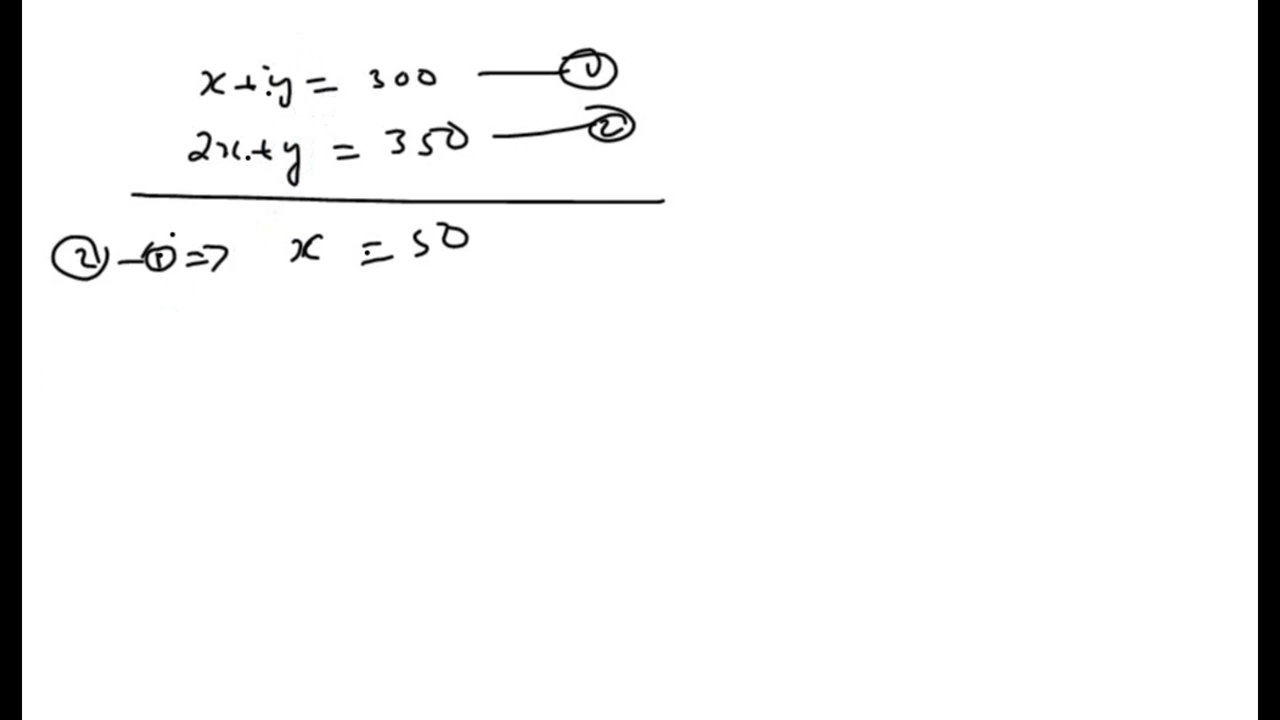 x + y = 300 —— ①
2x + y = 350 —— ②
② – ① => x = 50